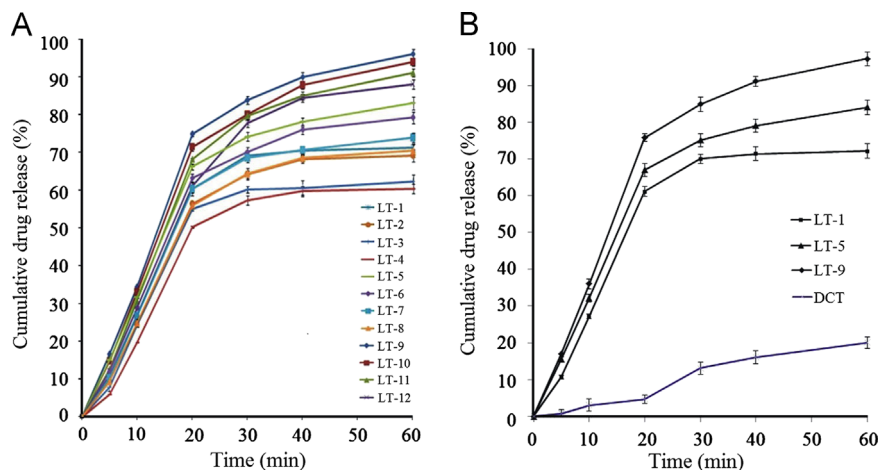 A
Cumulative drug release (%)
100
90
80
70
60
50
40
30
20
10
0
0 10 20 30 40 50 60
Time (min)
LT-1
LT-2
LT-3
LT-4
LT-5
LT-6
LT-7
LT-8
LT-9
LT-10
LT-11
LT-12
B
Cumulative drug release (%)
100
90
80
70
60
50
40
30
20
10
0
0 10 20 30 40 50 60
Time (min)
LT-1
LT-5
LT-9
DCT